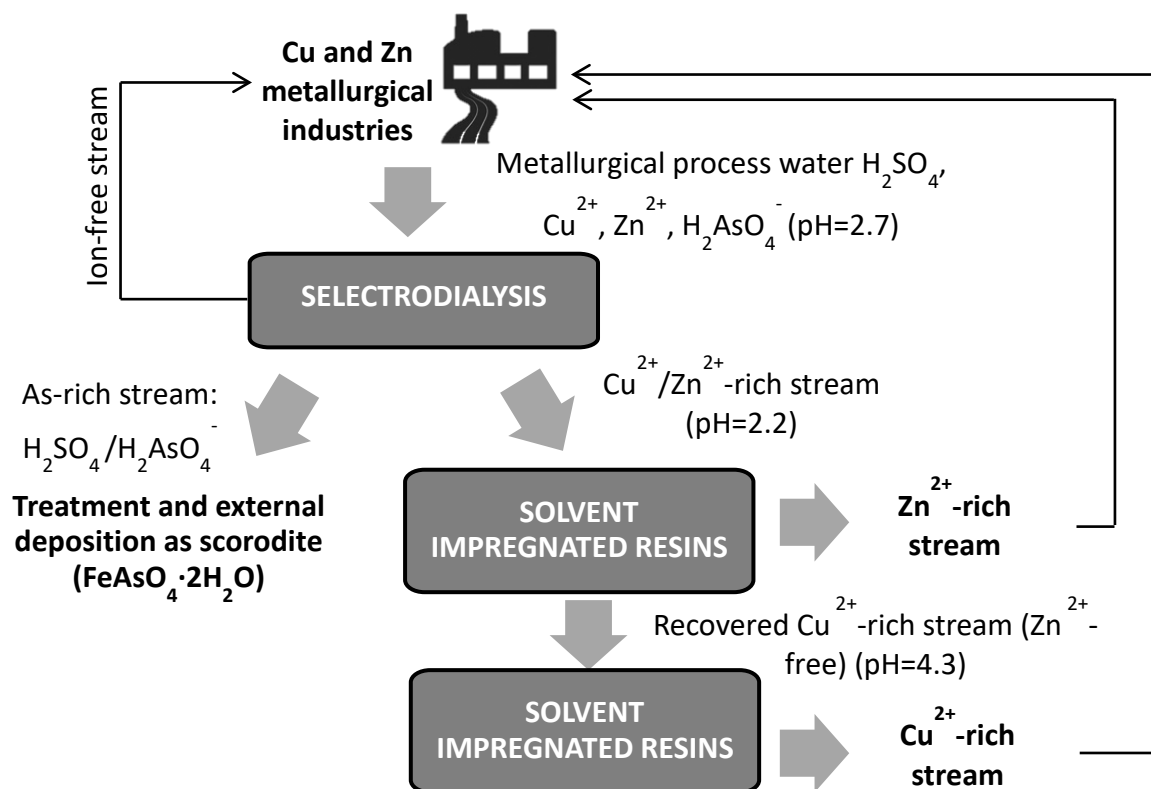 Cu and Zn
metallurgical
industries
Ion-free stream
Metallurgical process water H₂SO₄,
Cu²⁺, Zn²⁺, H₂AsO₄⁻ (pH=2.7)
SELECTRODIALYSIS
As-rich stream:
H₂SO₄/H₂AsO₄⁻
Treatment and external
deposition as scorodite
(FeAsO₄·2H₂O)
Cu²⁺/Zn²⁺-rich stream
(pH=2.2)
SOLVENT
IMPREGNATED RESINS
Zn²⁺-rich
stream
Recovered Cu²⁺-rich stream (Zn²⁺-
free) (pH=4.3)
SOLVENT
IMPREGNATED RESINS
Cu²⁺-rich
stream